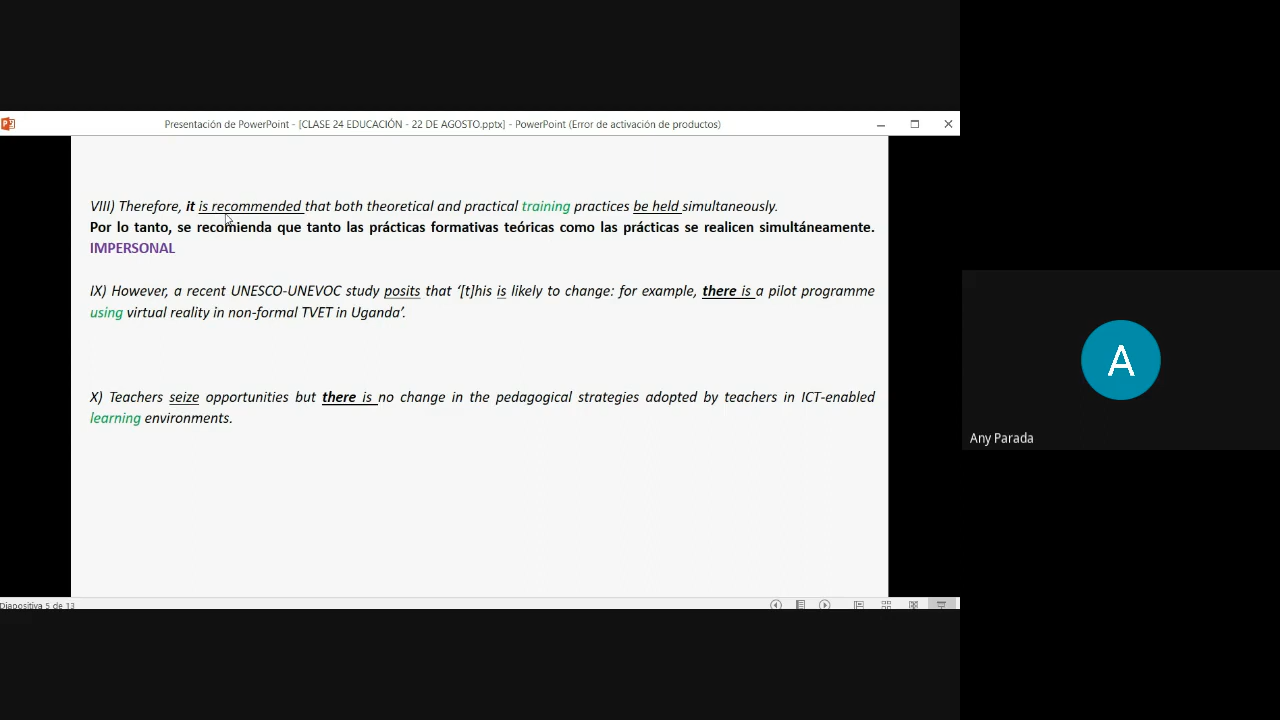 Presentación de PowerPoint - [CLASE 24 EDUCACIÓN - 22 DE AGOSTO.pptx] - PowerPoint (Error de activación de productos)
VIII) Therefore, it is recommended that both theoretical and practical training practices be held simultaneously.
Por lo tanto, se recomienda que tanto las prácticas formativas teóricas como las prácticas se realicen simultáneamente.
IMPERSONAL
IX) However, a recent UNESCO-UNEVOC study posits that ‘[t]his is likely to change: for example, there is a pilot programme
using virtual reality in non-formal TVET in Uganda’.
X) Teachers seize opportunities but there is no change in the pedagogical strategies adopted by teachers in ICT-enabled
learning environments.
Diapositiva 5 de 13
A
Any Parada